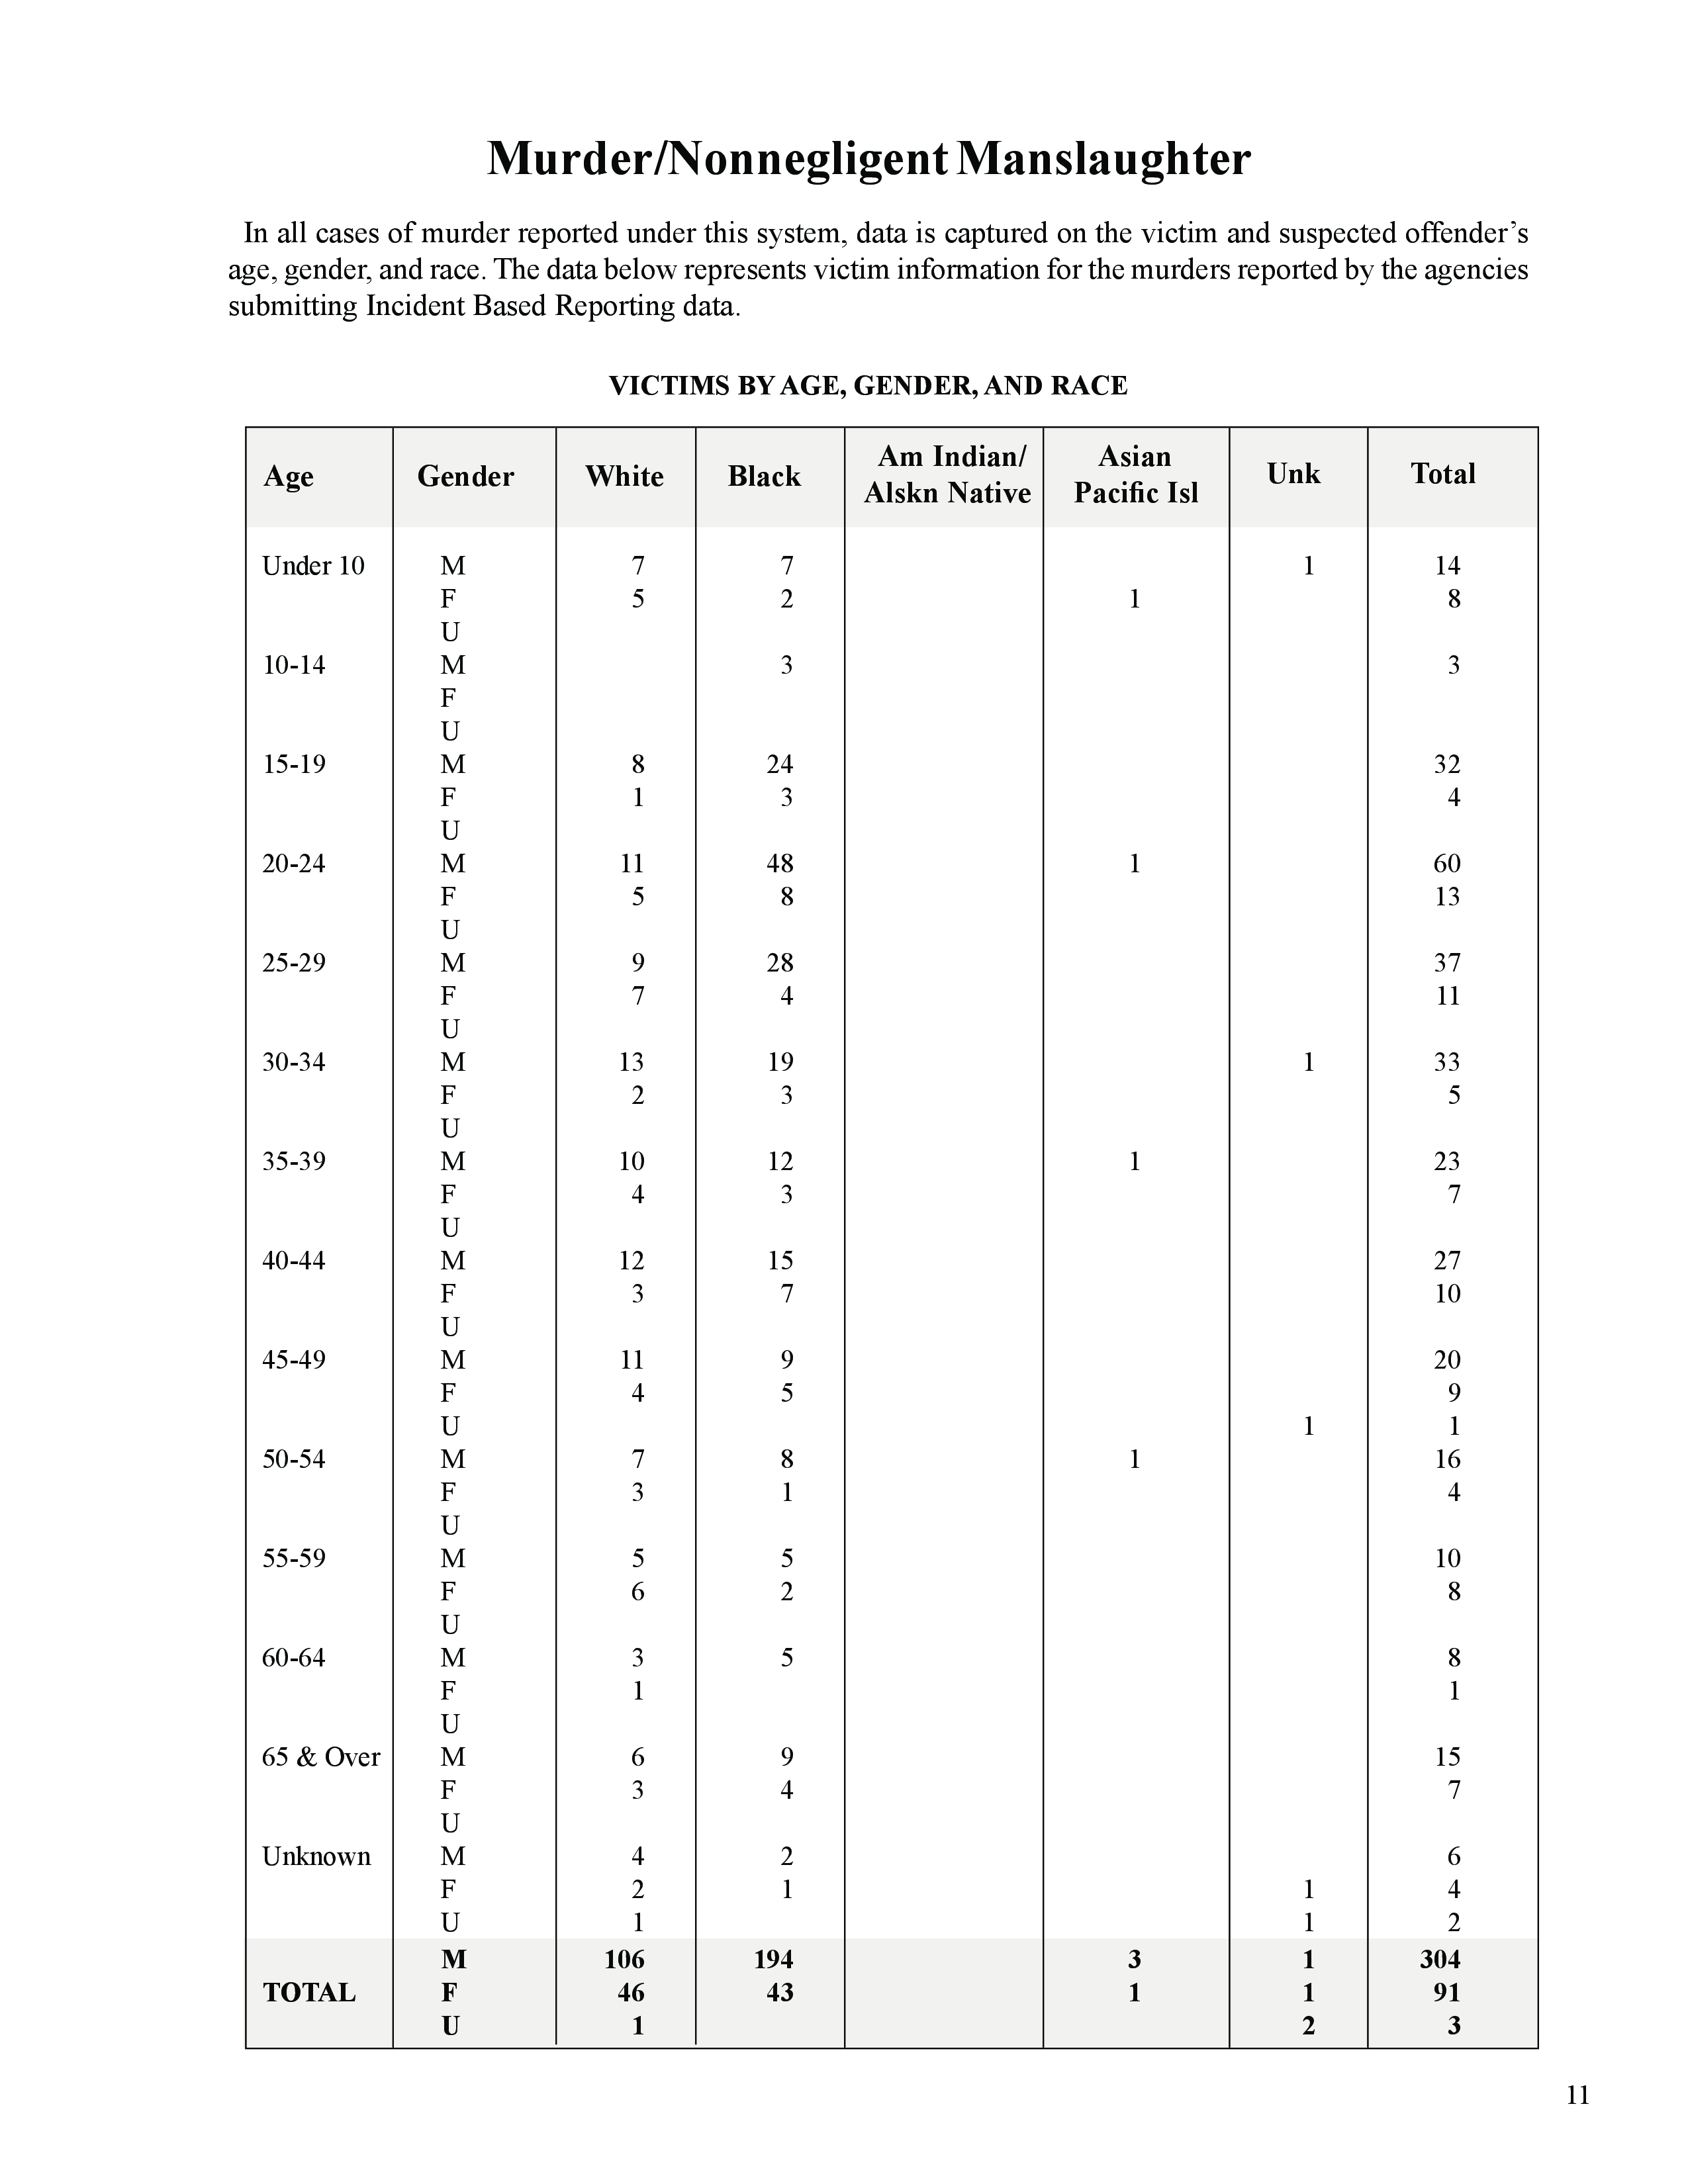 Murder/Nonnegligent Manslaughter
In all cases of murder reported under this system, data is captured on the victim and suspected offender’s
age, gender, and race. The data below represents victim information for the murders reported by the agencies
submitting Incident Based Reporting data.
VICTIMS BY AGE, GENDER, AND RACE
Age Gender White Black Am Indian/ Alskn Native Asian Pacific Isl Unk Total
Under 10 M 7 7 1 14
F 5 2 1 8
U
10-14 M 3 3
F
U
15-19 M 8 24 32
F 1 3 4
U
20-24 M 11 48 1 60
F 5 8 13
U
25-29 M 9 28 37
F 7 4 11
U
30-34 M 13 19 1 33
F 2 3 5
U
35-39 M 10 12 1 23
F 4 3 7
U
40-44 M 12 15 27
F 3 7 10
U
45-49 M 11 9 20
F 4 5 9
U 1 1
50-54 M 7 8 1 16
F 3 1 4
U
55-59 M 5 5 10
F 6 2 8
U
60-64 M 3 5 8
F 1 1
U
65 & Over M 6 9 15
F 3 4 7
U
Unknown M 4 2 6
F 2 1 1 4
U 1 1 2
M 106 194 3 1 304
TOTAL F 46 43 1 1 91
U 1 2 3
11